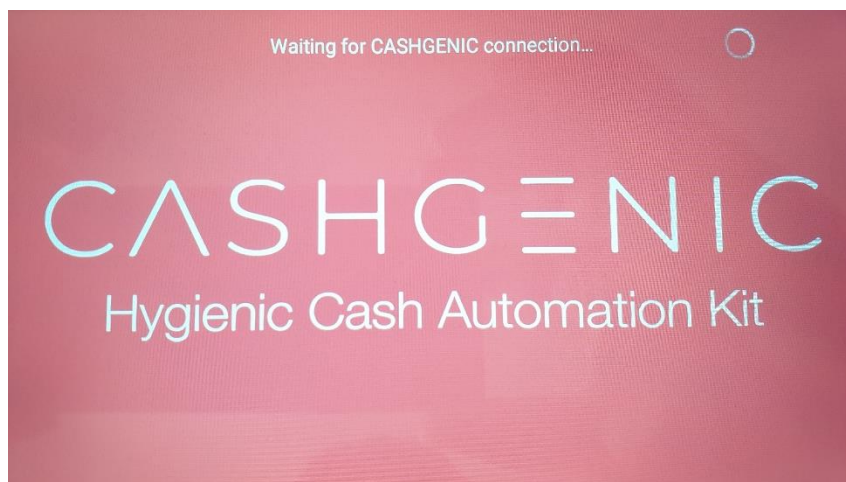 Waiting for CASHGENIC connection...
CASHGENIC
Hygienic Cash Automation Kit